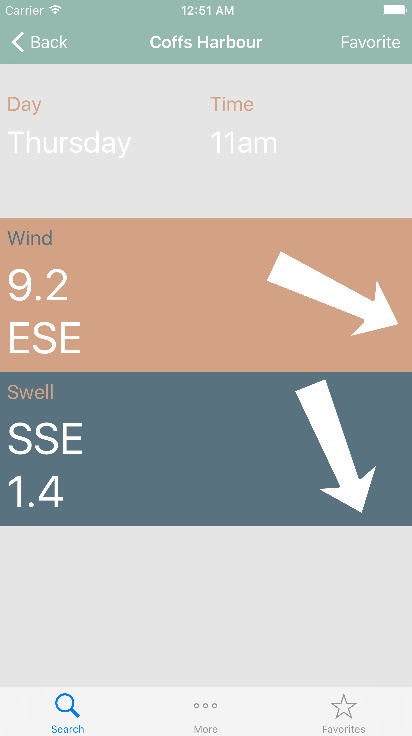 Carrier 12:51 AM
Back Coffs Harbour Favorite
Day Time
Thursday 11am
Wind
9.2
ESE
Swell
SSE
1.4
Search More Favorites